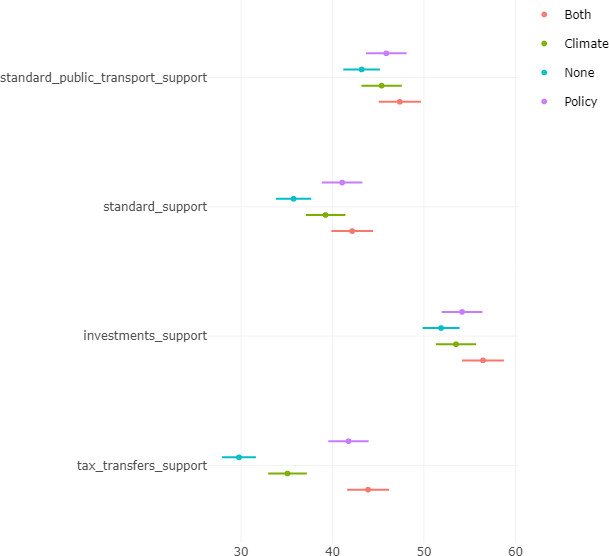 Both
Climate
None
Policy
standard_public_transport_support
standard_support
investments_support
tax_transfers_support
30 40 50 60